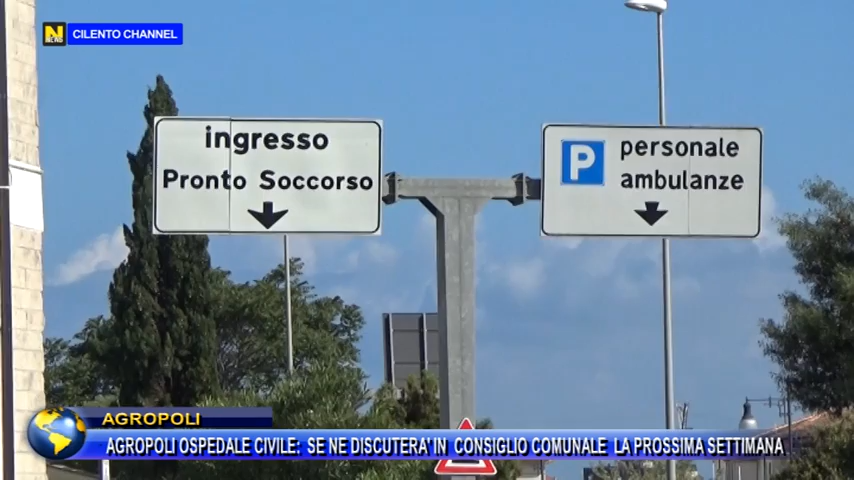 N
NEWS
CILENTO CHANNEL
ingresso
Pronto Soccorso
P
personale
ambulanze
AGROPOLI
AGROPOLI OSPEDALE CIVILE: SE NE DISCUTERA' IN CONSIGLIO COMUNALE LA PROSSIMA SETTIMANA